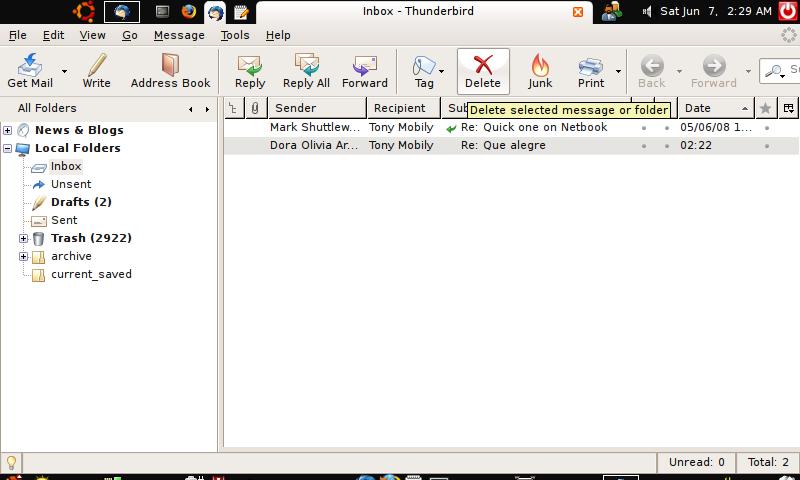 Inbox - Thunderbird
Sat Jun 7, 2:29 AM
File Edit View Go Message Tools Help
Get Mail Write Address Book Reply Reply All Forward Tag Delete Junk Print Back Forward
All Folders
Sender Recipient Sub Date
Delete selected message or folder
News & Blogs
Local Folders
Inbox
Unsent
Drafts (2)
Sent
Trash (2922)
archive
current_saved
Mark Shuttlew... Tony Mobily Re: Quick one on Netbook 05/06/08 1...
Dora Olivia Ar... Tony Mobily Re: Que alegre 02:22
Unread: 0 Total: 2